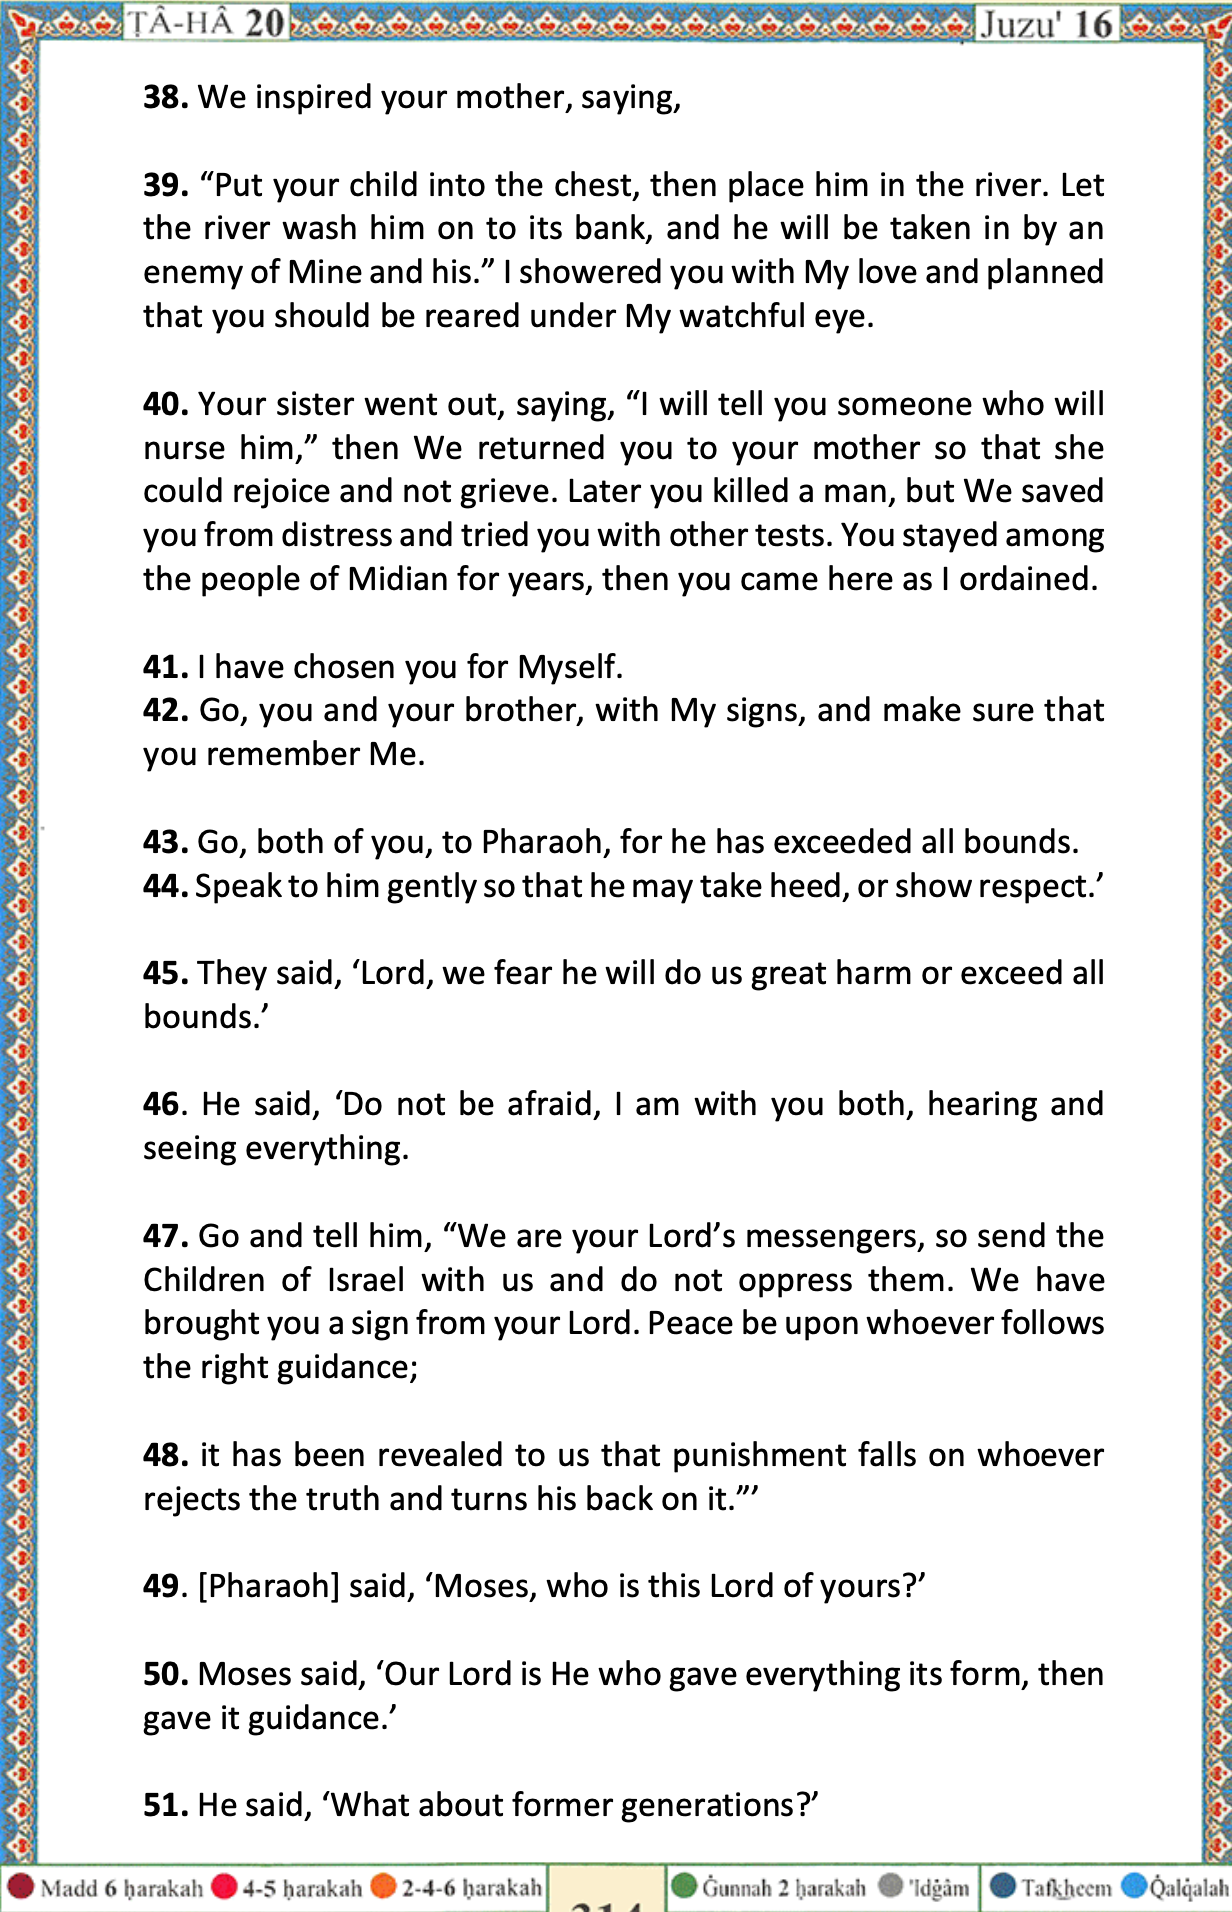 ṬÂ-HÂ 20 Juzu' 16
38. We inspired your mother, saying,
39. “Put your child into the chest, then place him in the river. Let
the river wash him on to its bank, and he will be taken in by an
enemy of Mine and his.” I showered you with My love and planned
that you should be reared under My watchful eye.
40. Your sister went out, saying, “I will tell you someone who will
nurse him,” then We returned you to your mother so that she
could rejoice and not grieve. Later you killed a man, but We saved
you from distress and tried you with other tests. You stayed among
the people of Midian for years, then you came here as I ordained.
41. I have chosen you for Myself.
42. Go, you and your brother, with My signs, and make sure that
you remember Me.
43. Go, both of you, to Pharaoh, for he has exceeded all bounds.
44. Speak to him gently so that he may take heed, or show respect.’
45. They said, ‘Lord, we fear he will do us great harm or exceed all
bounds.’
46. He said, ‘Do not be afraid, I am with you both, hearing and
seeing everything.
47. Go and tell him, “We are your Lord’s messengers, so send the
Children of Israel with us and do not oppress them. We have
brought you a sign from your Lord. Peace be upon whoever follows
the right guidance;
48. it has been revealed to us that punishment falls on whoever
rejects the truth and turns his back on it.”’
49. [Pharaoh] said, ‘Moses, who is this Lord of yours?’
50. Moses said, ‘Our Lord is He who gave everything its form, then
gave it guidance.’
51. He said, ‘What about former generations?’
Madd 6 ḥarakah 4-5 ḥarakah 2-4-6 ḥarakah 314 Ġunnah 2 ḥarakah 'Idġâm Tafkheem Q̇alq̇alah